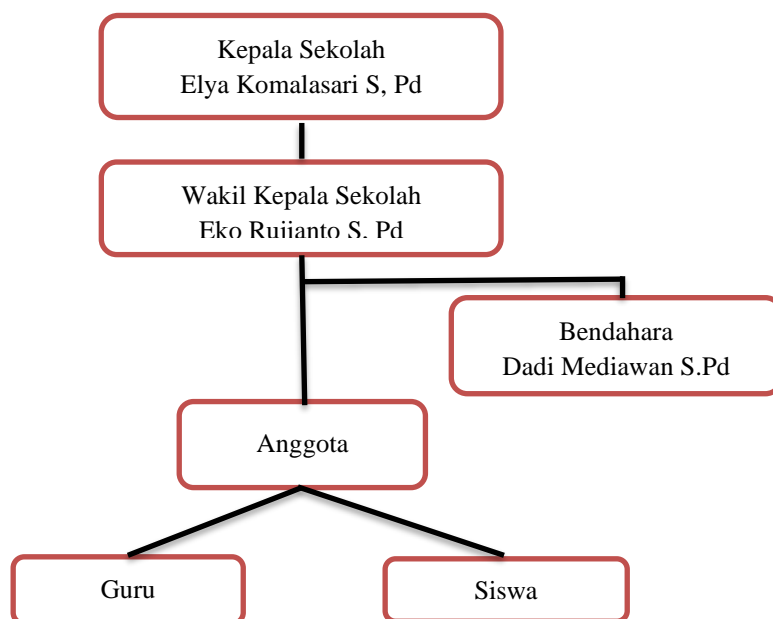 Kepala Sekolah
Elya Komalasari S, Pd
Wakil Kepala Sekolah
Eko Rujianto S, Pd
Bendahara
Dadi Mediawan S.Pd
Anggota
Guru
Siswa